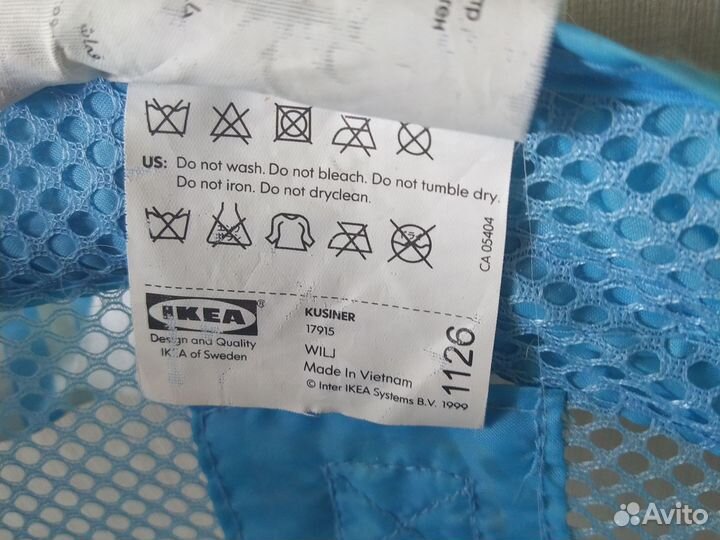 US: Do not wash. Do not bleach. Do not tumble dry.
Do not iron. Do not dryclean.
CA 05404
IKEA®
Design and Quality
IKEA of Sweden
KUSINER
17915
WILJ
Made in Vietnam
© Inter IKEA Systems B.V. 1999
1126
Avito